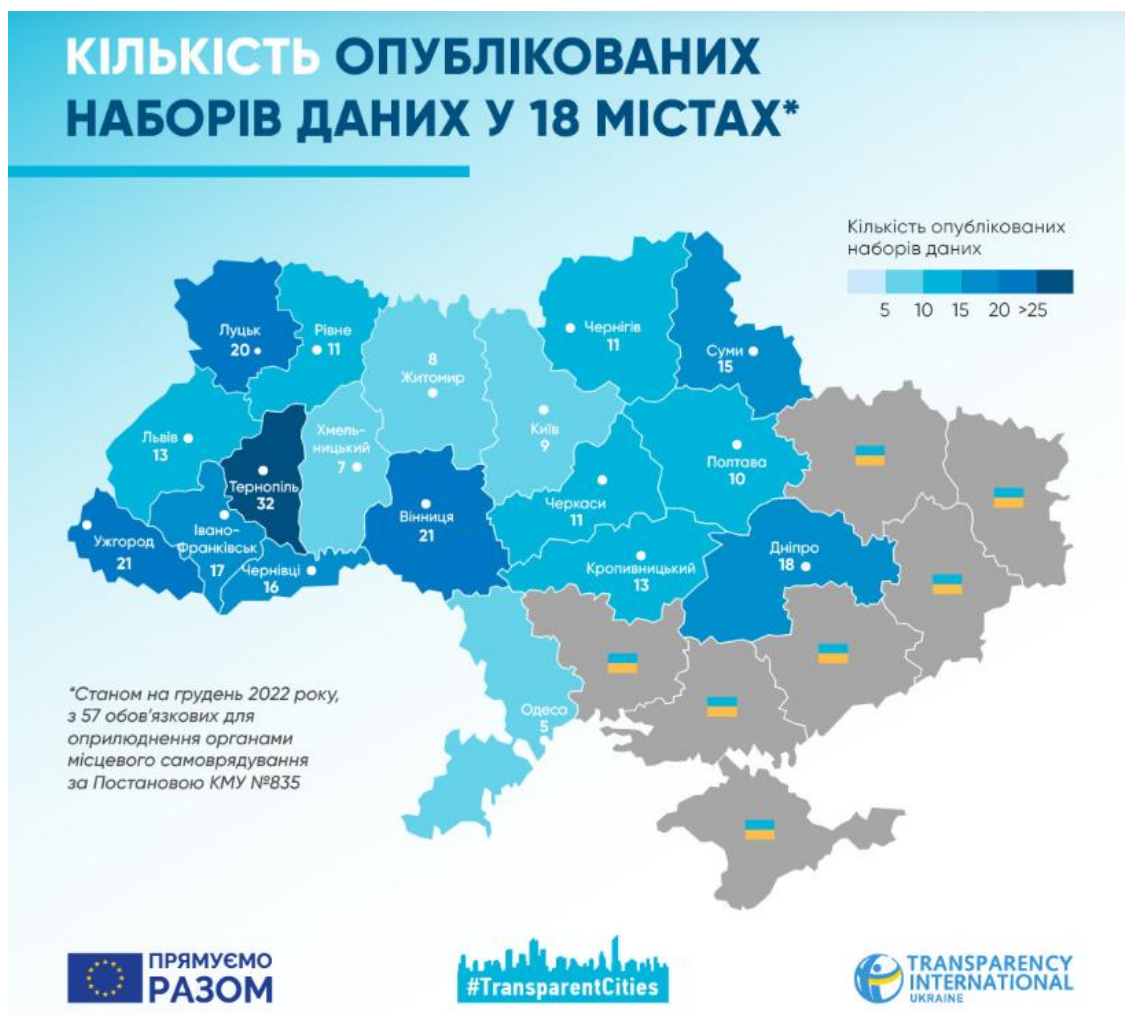 КІЛЬКІСТЬ ОПУБЛІКОВАНИХ
НАБОРІВ ДАНИХ У 18 МІСТАХ*
Кількість опублікованих
наборів даних
5 10 15 20 >25
Луцьк
20
Рівне
11
8
Житомир
Чернігів
11
Суми
15
Львів
13
Тернопіль
32
Хмель-
ницький
7
Київ
9
Полтава
10
Черкаси
11
Вінниця
21
Ужгород
21
Івано-
Франківськ
17
Чернівці
16
Кропивницький
13
Дніпро
18
Одеса
5
*Станом на грудень 2022 року,
з 57 обов'язкових для
оприлюднення органами
місцевого самоврядування
за Постановою КМУ №835
ПРЯМУЄМО
РАЗОМ
#TransparentCities
TRANSPARENCY
INTERNATIONAL
UKRAINE